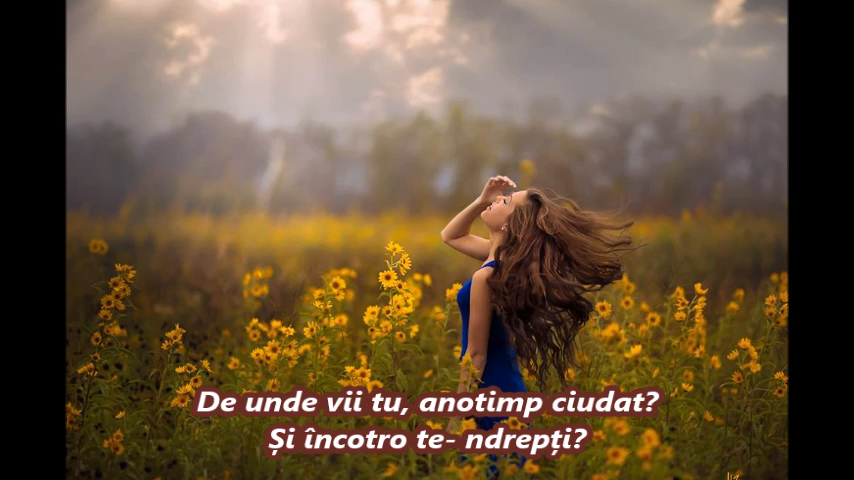 De unde vii tu, anotimp ciudat?
Și încotro te- ndrepți?